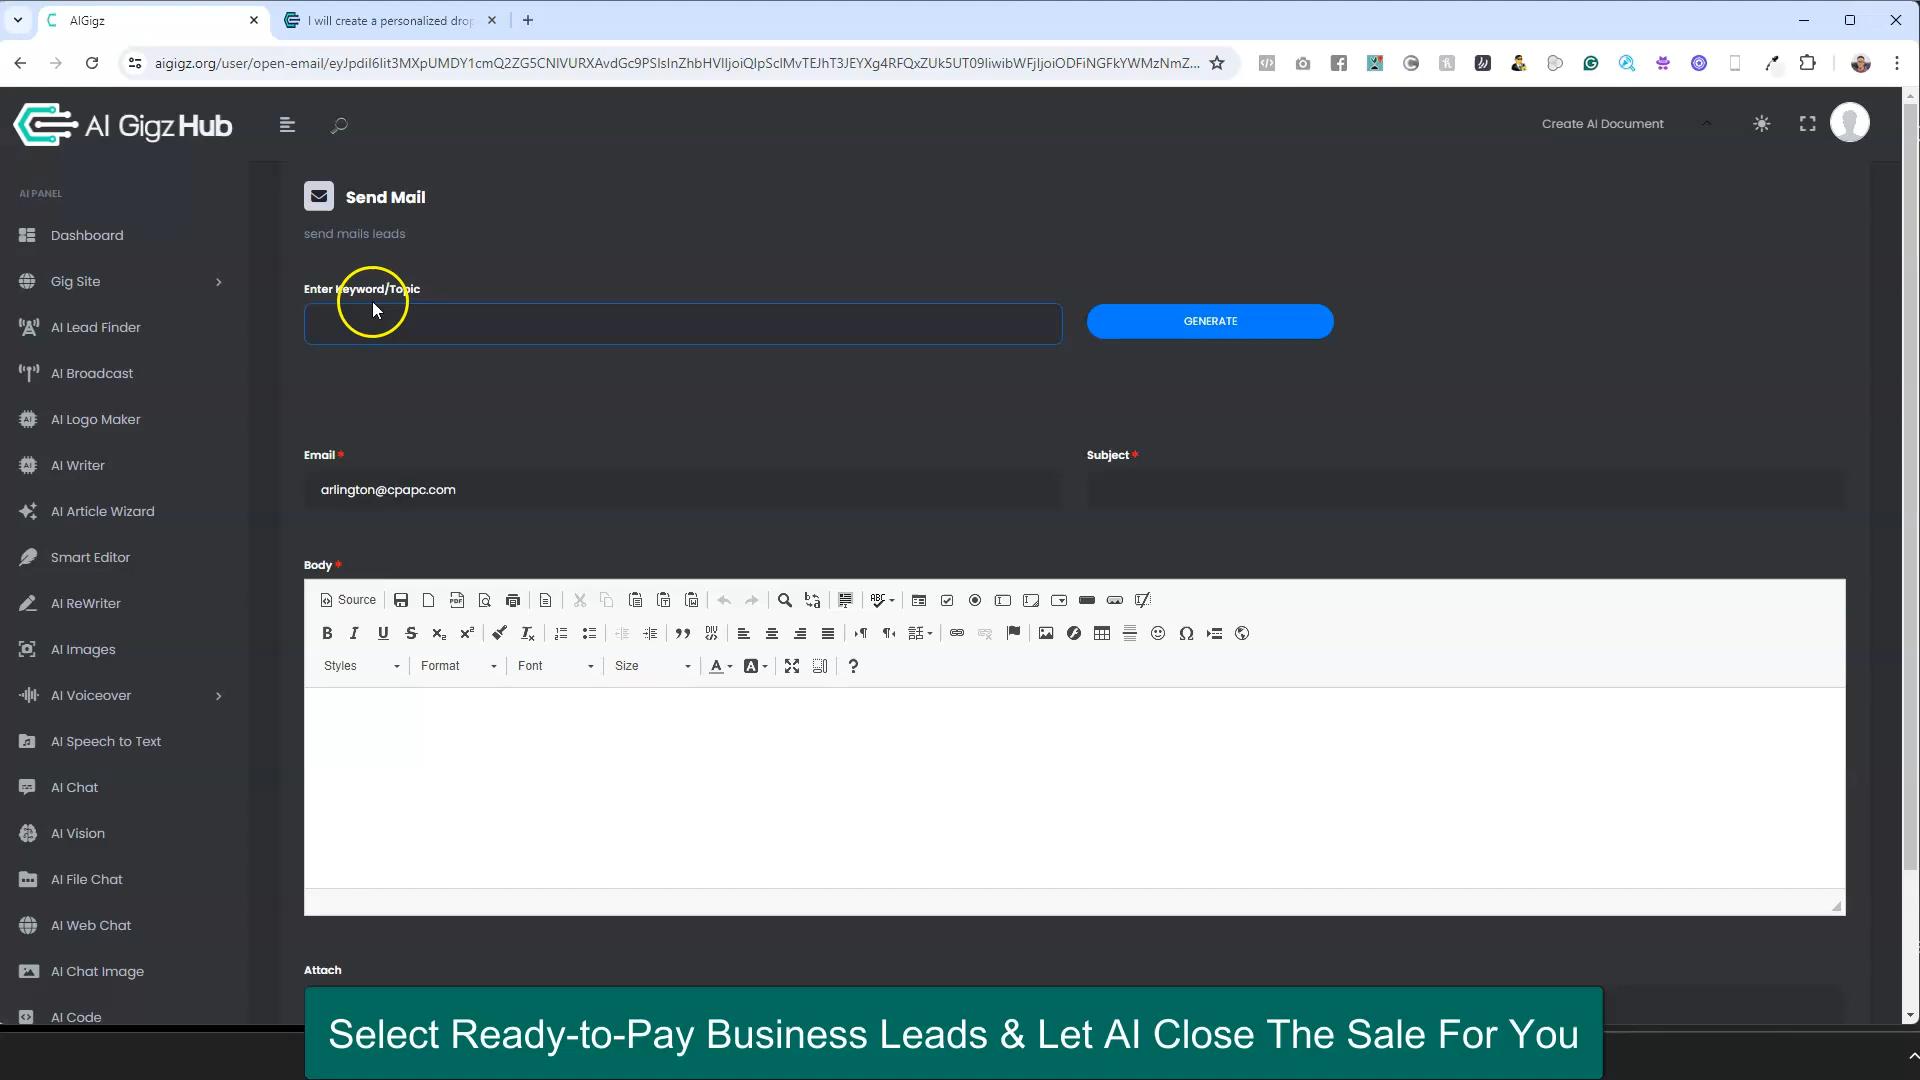 AIGigz
I will create a personalized drop
aigigz.org/user/open-email/eyJpdiI6Iit3MXpUMDY1cmQ2ZG5CNlVURXAvdGc9PSIsInZhbHVlIjoiQlpSclMvTEJhT3JEYXg4RFQxZUk5UT09IiwibWFjIjoiODFiNGFkYWMzNmZ...
AI Gigz Hub
Create AI Document
AI PANEL
Dashboard
Gig Site
AI Lead Finder
AI Broadcast
AI Logo Maker
AI Writer
AI Article Wizard
Smart Editor
AI ReWriter
AI Images
AI Voiceover
AI Speech to Text
AI Chat
AI Vision
AI File Chat
AI Web Chat
AI Chat Image
AI Code
Send Mail
send mails leads
Enter Keyword/Topic
GENERATE
Email *
Subject *
arlington@cpapc.com
Body *
Source
Styles Format Font Size
Attach
Select Ready-to-Pay Business Leads & Let AI Close The Sale For You